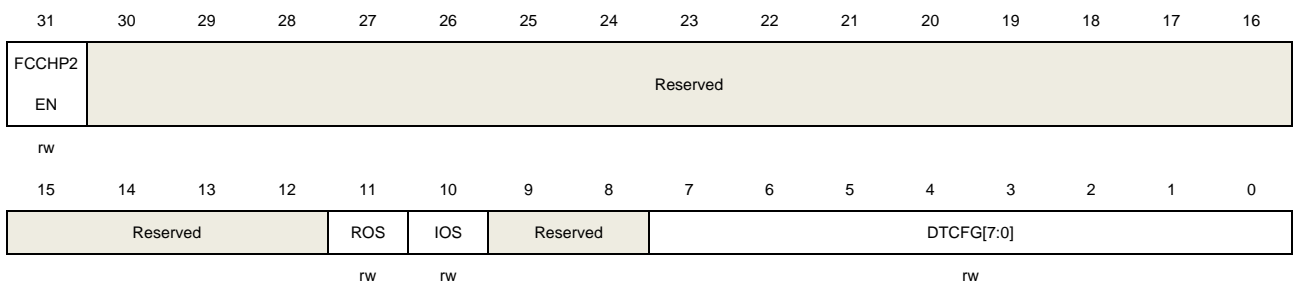 31 30 29 28 27 26 25 24 23 22 21 20 19 18 17 16
FCCHP2
EN
Reserved
rw
15 14 13 12 11 10 9 8 7 6 5 4 3 2 1 0
Reserved ROS IOS Reserved DTCFG[7:0]
rw rw rw